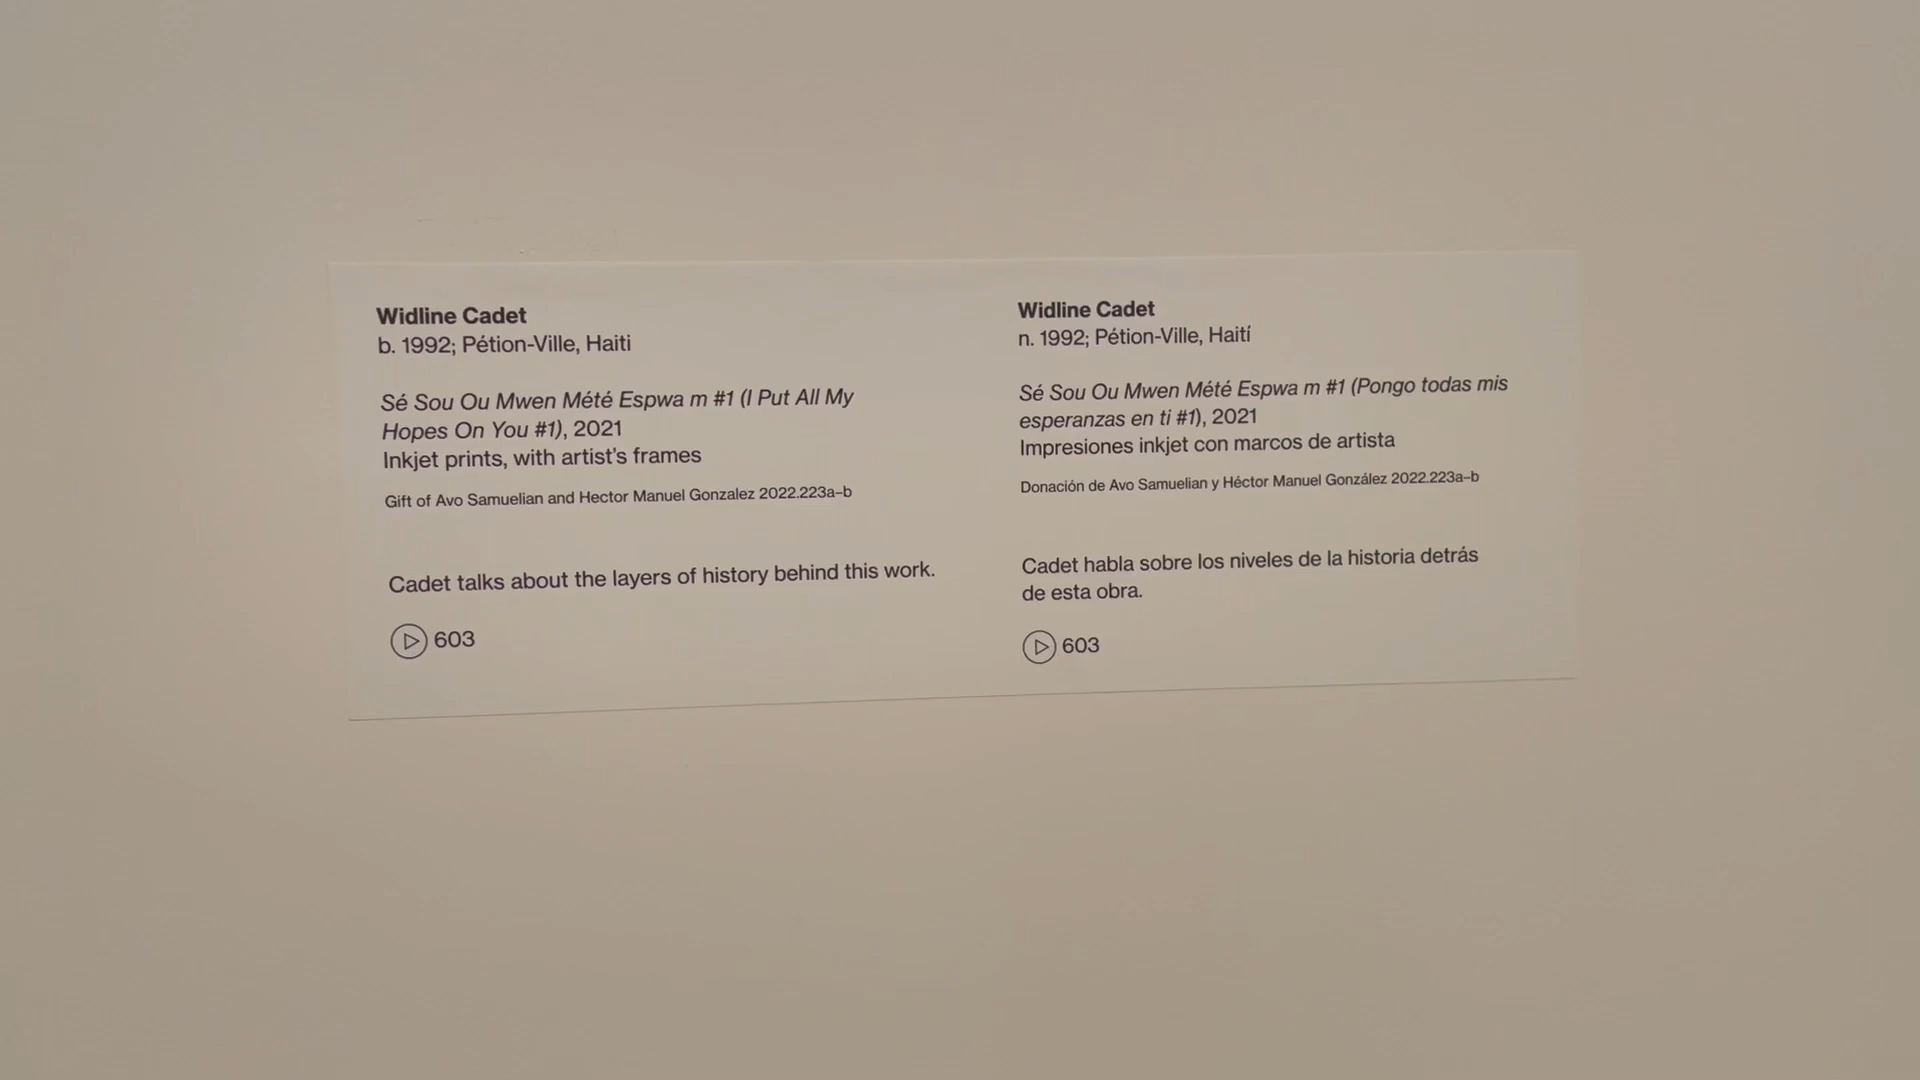 Widline Cadet
b. 1992; Pétion-Ville, Haiti
Sé Sou Ou Mwen Mété Espwa m #1 (I Put All My
Hopes On You #1), 2021
Inkjet prints, with artist's frames
Gift of Avo Samuelian and Hector Manuel Gonzalez 2022.223a–b
Cadet talks about the layers of history behind this work.
603
Widline Cadet
n. 1992; Pétion-Ville, Haití
Sé Sou Ou Mwen Mété Espwa m #1 (Pongo todas mis
esperanzas en ti #1), 2021
Impresiones inkjet con marcos de artista
Donación de Avo Samuelian y Héctor Manuel González 2022.223a–b
Cadet habla sobre los niveles de la historia detrás
de esta obra.
603